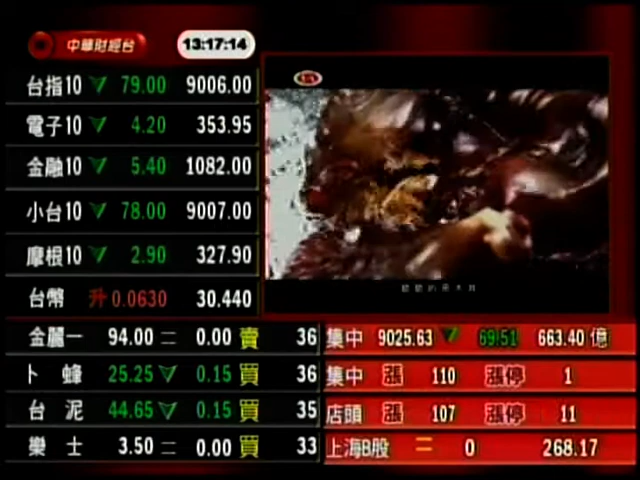 中華財經台 13:17:14
台指10 ▽ 79.00 9006.00
電子10 ▽ 4.20 353.95
金融10 ▽ 5.40 1082.00
小台10 ▽ 78.00 9007.00
摩根10 ▽ 2.90 327.90
台幣 升 0.0630 30.440
金麗一 94.00 = 0.00 賣 36
卜蜂 25.25 ▽ 0.15 買 36
台泥 44.65 ▽ 0.15 買 35
樂士 3.50 = 0.00 買 33
集中 9025.63 ▼ 69.51 663.40 億
集中 漲 110 漲停 1
店頭 漲 107 漲停 11
上海B股 = 0 268.17